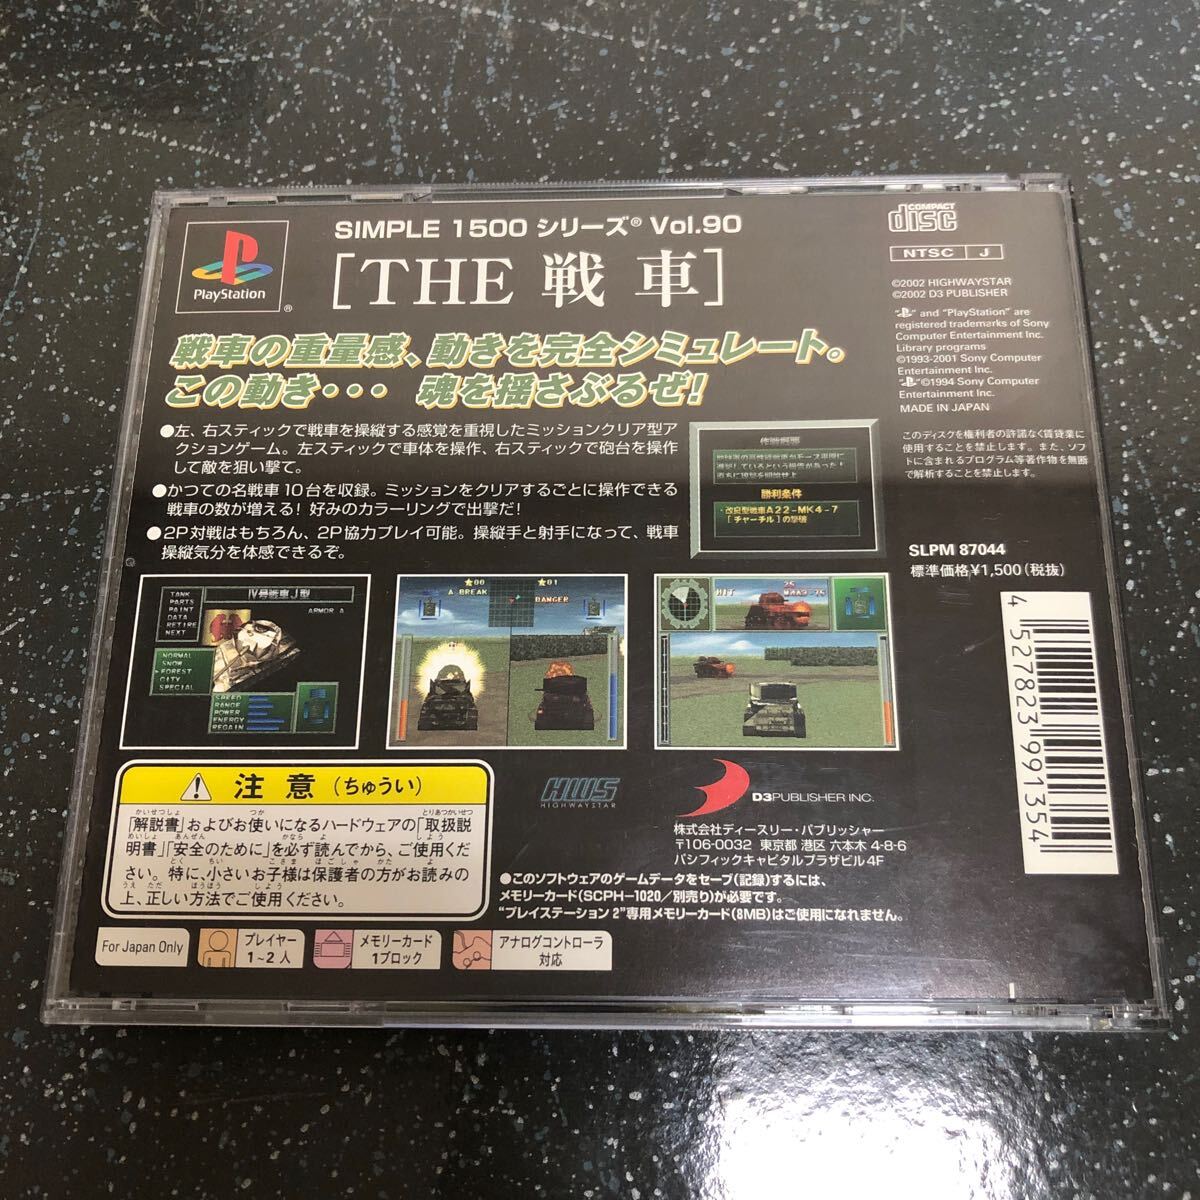 PlayStation
®
SIMPLE 1500 シリーズ® Vol.90
[THE 戦 車]
COMPACT
disc
NTSC J
©2002 HIGHWAYSTAR
©2002 D3 PUBLISHER
"PS" and "PlayStation" are
registered trademarks of Sony
Computer Entertainment Inc.
Library programs
©1993-2001 Sony Computer
Entertainment Inc.
"PS"©1994 Sony Computer
Entertainment Inc.
MADE IN JAPAN
このディスクを権利者の許諾なく賃貸業に
使用することを禁じます。また、ソフ
トに含まれるプログラム等著作物を無断
で解析することを禁止します。
SLPM 87044
標準価格¥1,500(税抜)
4 527823 991354
戦車の重量感、動きを完全シミュレート。
この動き・・・ 魂を揺さぶるぜ!
●左、右スティックで戦車を操縦する感覚を重視したミッションクリア型ア
クションゲーム。左スティックで車体を操作、右スティックで砲台を操作
して敵を狙い撃て。
●かつての名戦車10台を収録。ミッションをクリアするごとに操作できる
戦車の数が増える! 好みのカラーリングで出撃だ!
●2P対戦はもちろん、2P協力プレイ可能。操縦手と射手になって、戦車
操縦気分を体感できるぞ。
作戦概要
勝利条件
・改良型戦車A22-MK4-7
[チャーチル]の撃破
TANK
PARTS
PAINT
DATA
RETIRE
NEXT
IV号戦車J型
ARMOR A
NORMAL
SNOW
FOREST
CITY
SPECIAL
SPEED
RANGE
POWER
ENERGY
REGAIN
★00
A.BREAK
★01
DANGER
HIT
25
注意(ちゅうい)
「解説書」およびお使いになるハードウェアの「取扱説
明書」「安全のために」を必ず読んでから、ご使用くだ
さい。特に、小さいお子様は保護者の方がお読みの
上、正しい方法でご使用ください。
HWS
HIGHWAYSTAR
D3PUBLISHER INC.
株式会社ディースリー・パブリッシャー
〒106-0032 東京都 港区 六本木 4-8-6
パシフィックキャピタルプラザビル4F
●このソフトウェアのゲームデータをセーブ(記録)するには、
メモリーカード(SCPH-1020/別売り)が必要です。
"プレイステーション 2"専用メモリーカード(8MB)はご使用になれません。
For Japan Only
プレイヤー
1~2人
メモリーカード
1ブロック
アナログコントローラ
対応